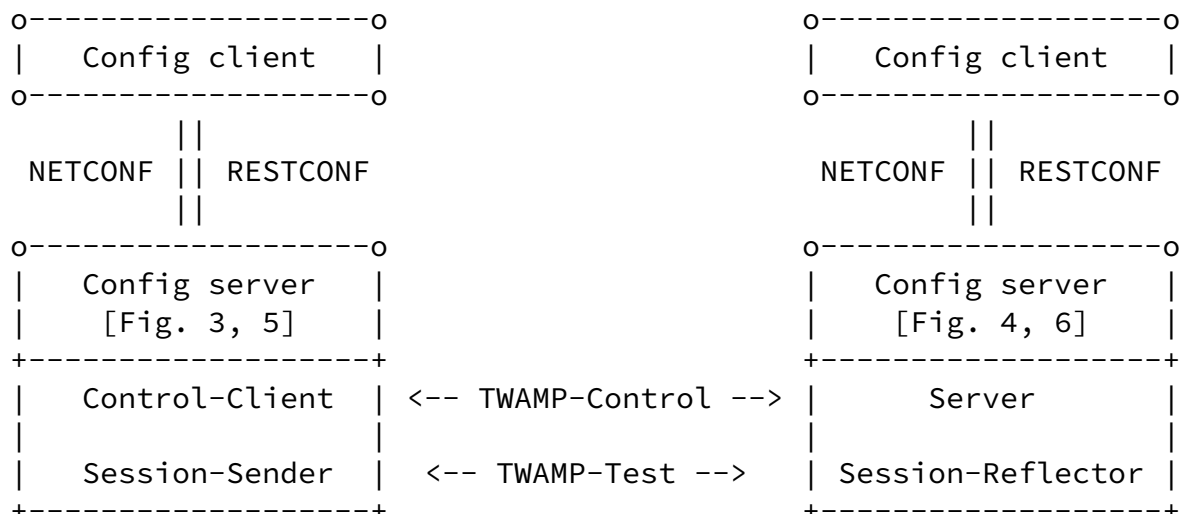 o-------------------o                      o-------------------o
|   Config client   |                      |   Config client   |
o-------------------o                      o-------------------o
         ||                                         ||
 NETCONF || RESTCONF                        NETCONF || RESTCONF
         ||                                         ||
o-------------------o                      o-------------------o
|   Config server   |                      |   Config server   |
|    [Fig. 3, 5]    |                      |    [Fig. 4, 6]    |
+-------------------+                      +-------------------+
|   Control-Client  | <-- TWAMP-Control --> |      Server       |
|                   |                      |                   |
|   Session-Sender  |  <-- TWAMP-Test -->  | Session-Reflector |
+-------------------+                      +-------------------+